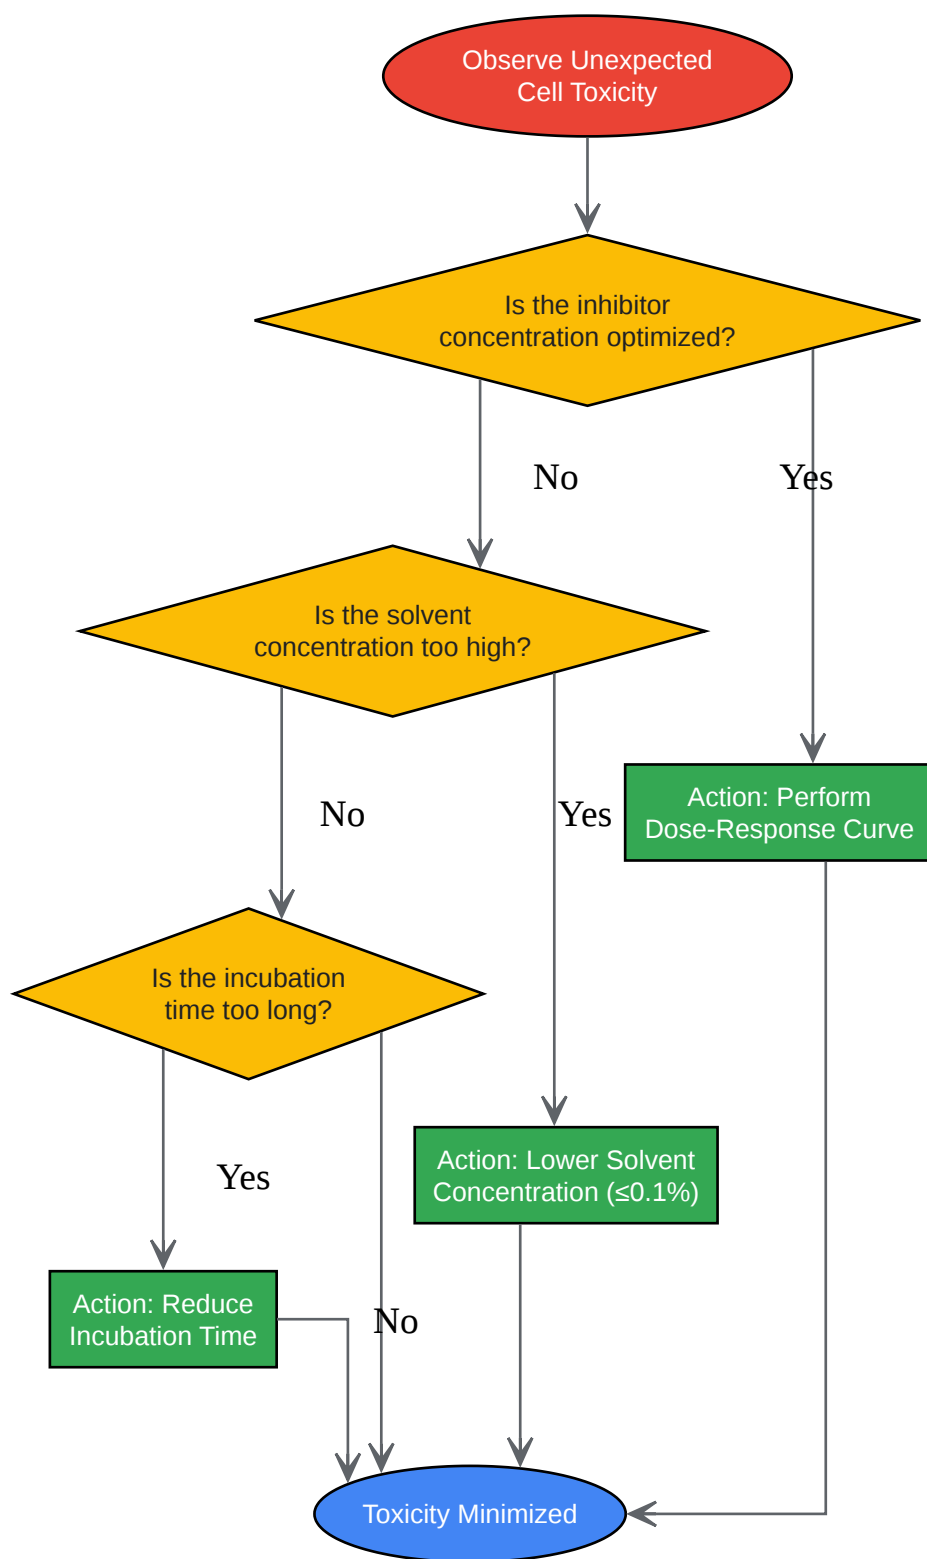 Observe Unexpected
Cell Toxicity
Is the inhibitor
concentration optimized?
No
Yes
Is the solvent
concentration too high?
No
Yes
Action: Perform
Dose-Response Curve
Is the incubation
time too long?
Yes
Action: Lower Solvent
Concentration (≤0.1%)
Action: Reduce
Incubation Time
No
Toxicity Minimized